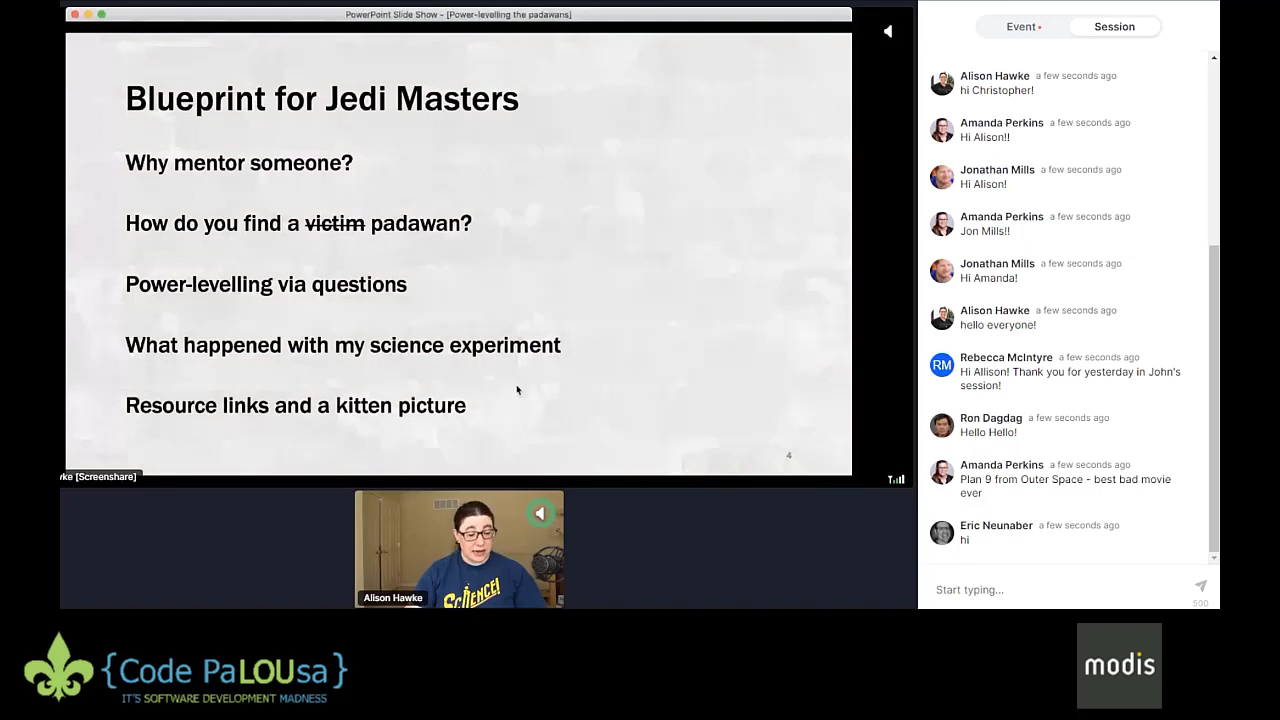 PowerPoint Slide Show - [Power-levelling the padawans]
Blueprint for Jedi Masters
Why mentor someone?
How do you find a victim padawan?
Power-levelling via questions
What happened with my science experiment
Resource links and a kitten picture
4
[Screenshare]
SCIENCE!
Alison Hawke
Event
Session
Alison Hawke a few seconds ago
hi Christopher!
Amanda Perkins a few seconds ago
Hi Alison!!
Jonathan Mills a few seconds ago
Hi Alison!
Amanda Perkins a few seconds ago
Jon Mills!!
Jonathan Mills a few seconds ago
Hi Amanda!
Alison Hawke a few seconds ago
hello everyone!
RM
Rebecca McIntyre a few seconds ago
Hi Allison! Thank you for yesterday in John's
session!
Ron Dagdag a few seconds ago
Hello Hello!
Amanda Perkins a few seconds ago
Plan 9 from Outer Space - best bad movie
ever
Eric Neunaber a few seconds ago
hi
Start typing...
500
{Code PaLOUsa}
IT'S SOFTWARE DEVELOPMENT MADNESS
modis